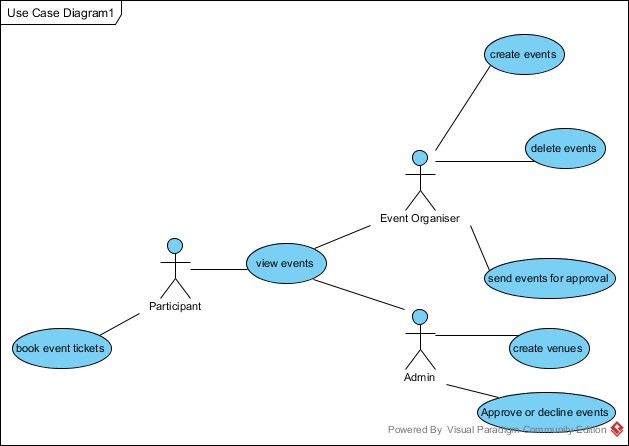 Use Case Diagram1
create events
delete events
Event Organiser
view events
Participant
send events for approval
book event tickets
create venues
Admin
Approve or decline events
Powered By Visual Paradigm Community Edition